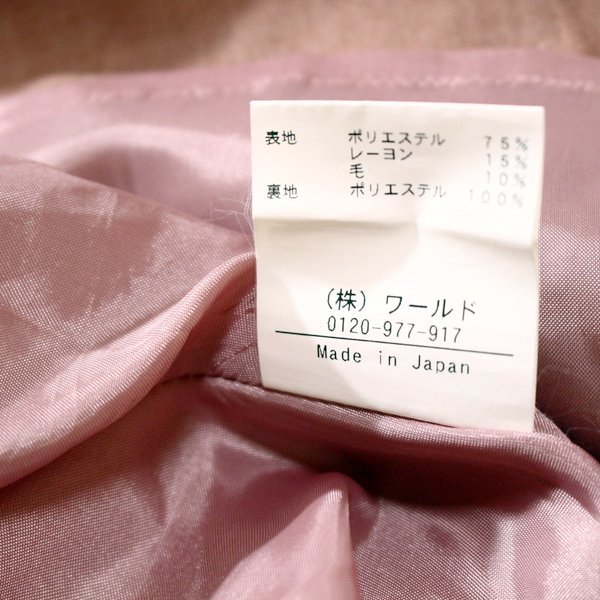 表地 ポリエステル 75%
レーヨン 15%
毛 10%
裏地 ポリエステル 100%
(株) ワールド
0120-977-917
Made in Japan